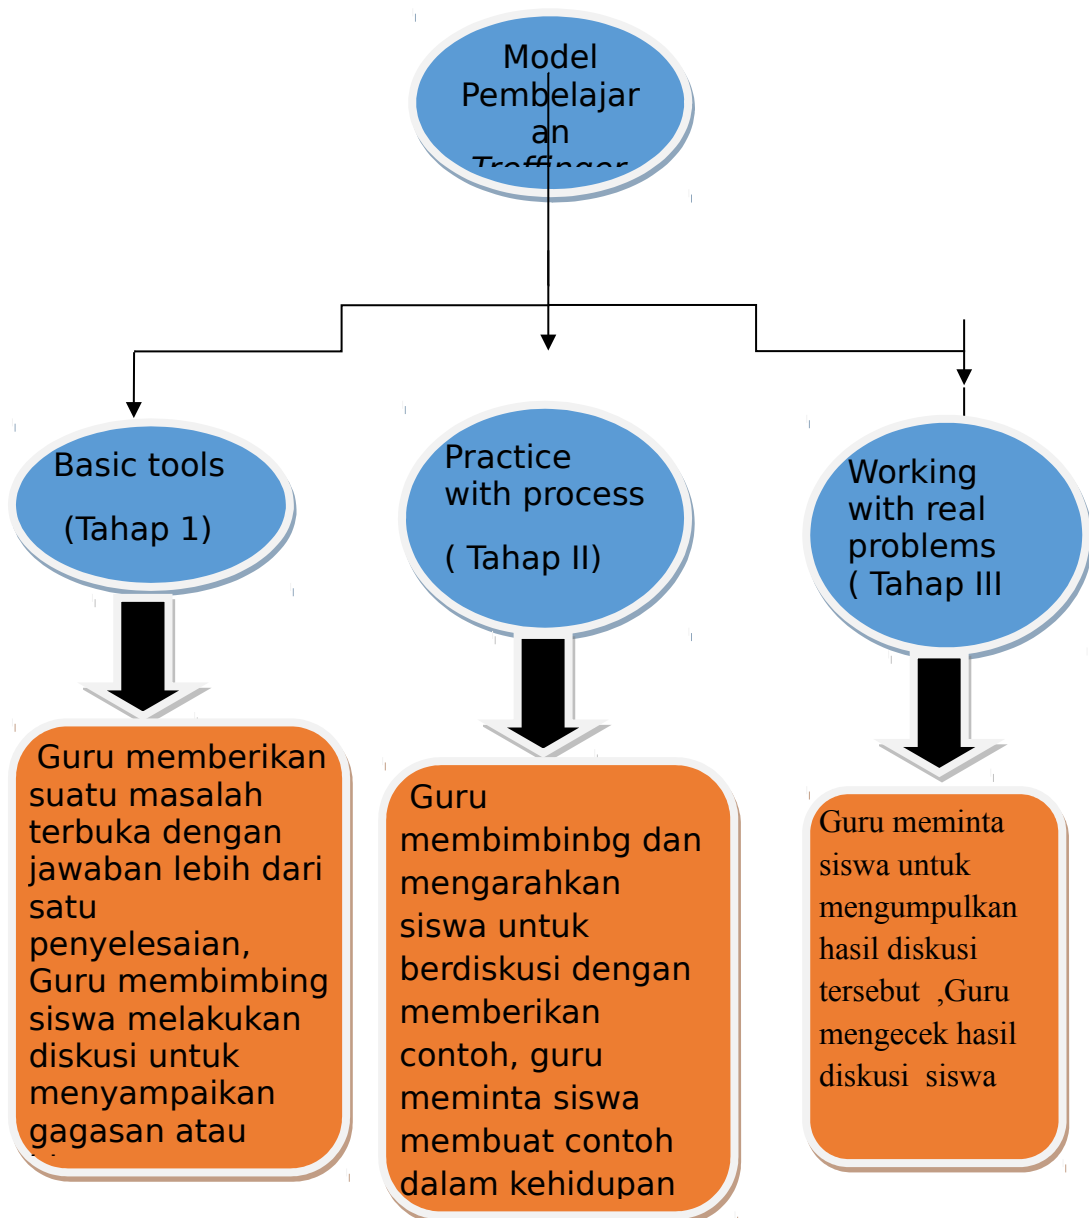 Model
Pembelajar
an
Treffinger
Basic tools
(Tahap 1)
Practice
with process
( Tahap II)
Working
with real
problems
( Tahap III
Guru memberikan
suatu masalah
terbuka dengan
jawaban lebih dari
satu
penyelesaian,
Guru membimbing
siswa melakukan
diskusi untuk
menyampaikan
gagasan atau
Guru
membimbinbg dan
mengarahkan
siswa untuk
berdiskusi dengan
memberikan
contoh, guru
meminta siswa
membuat contoh
dalam kehidupan
Guru meminta
siswa untuk
mengumpulkan
hasil diskusi
tersebut ,Guru
mengecek hasil
diskusi siswa